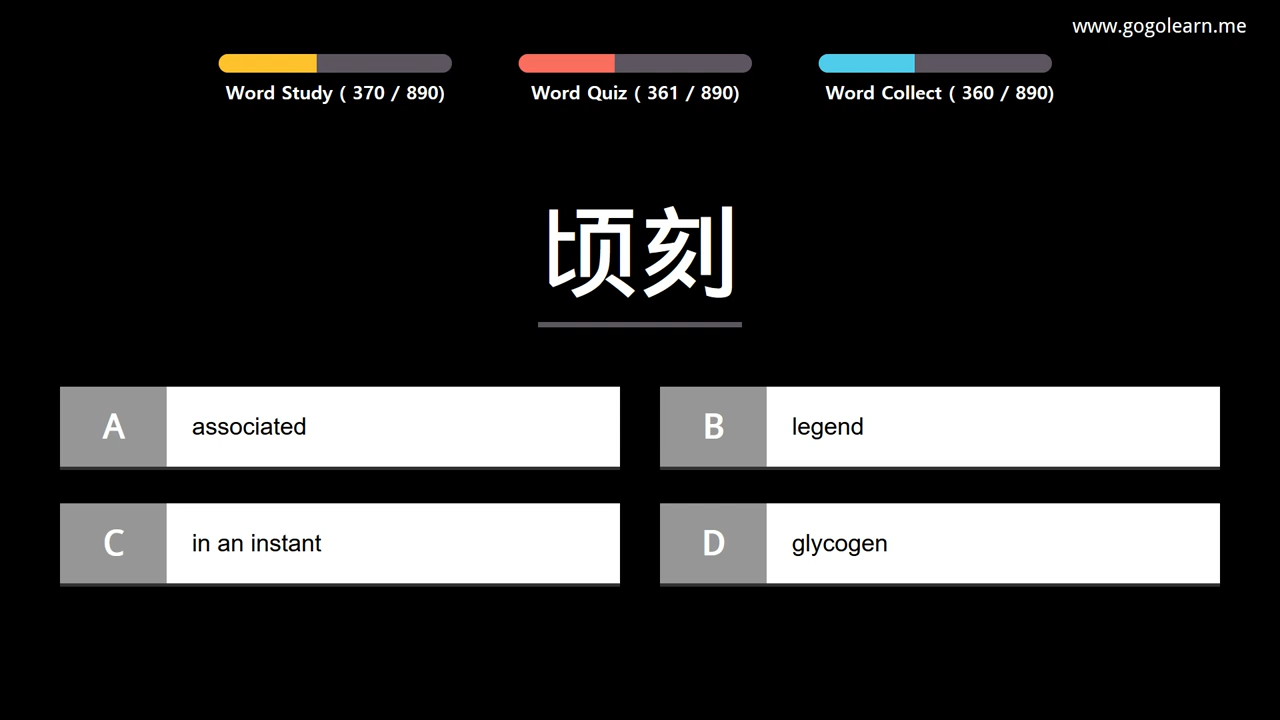 www.gogolearn.me
Word Study ( 370 / 890)
Word Quiz ( 361 / 890)
Word Collect ( 360 / 890)
顷刻
A associated
B legend
C in an instant
D glycogen